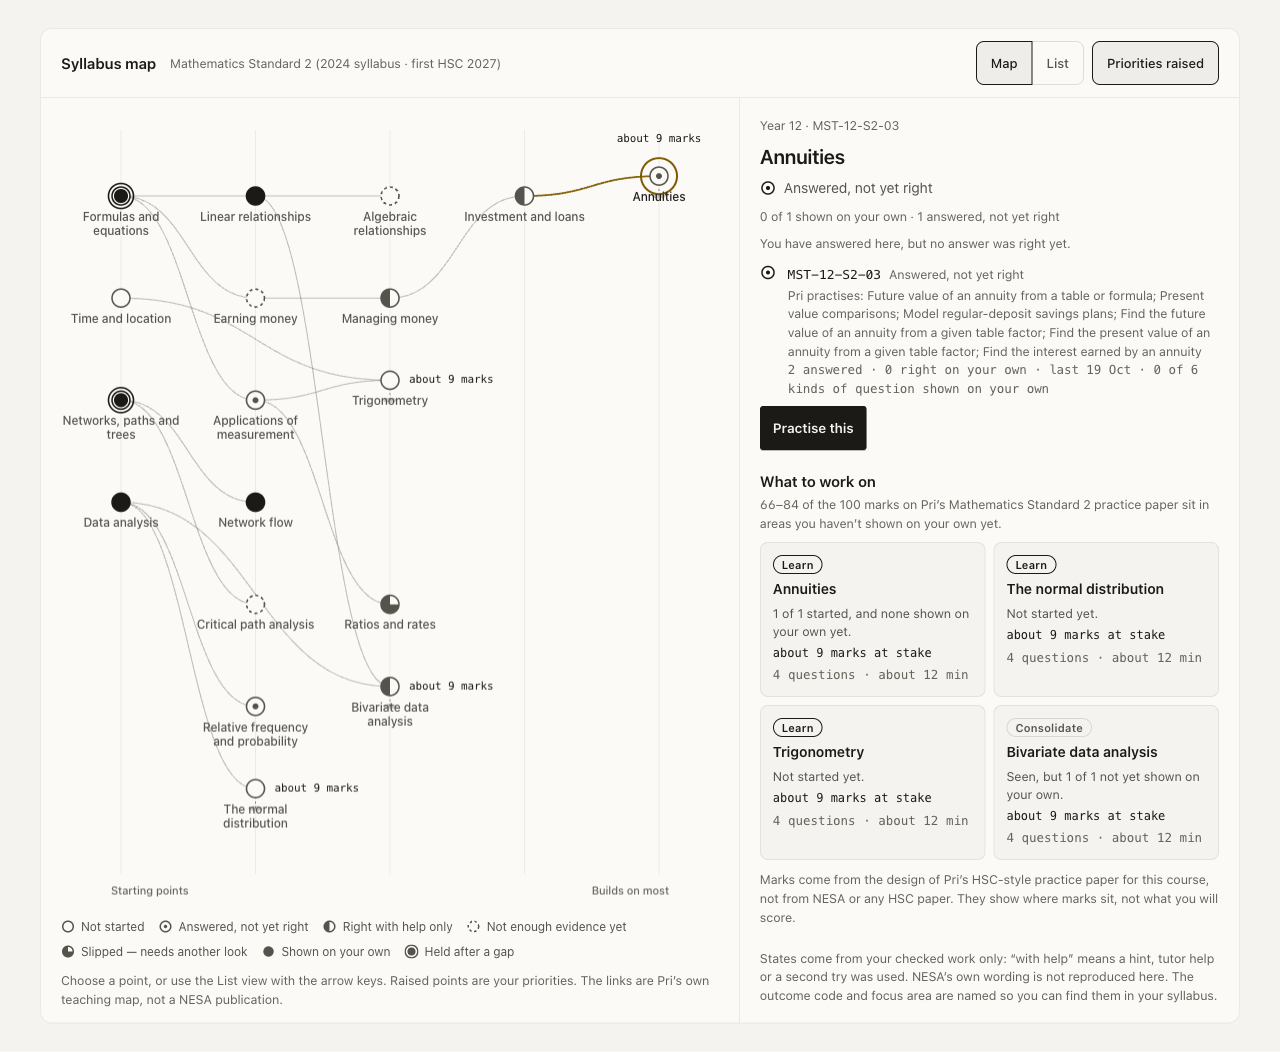 Syllabus map
Mathematics Standard 2 (2024 syllabus · first HSC 2027)
Map
List
Priorities raised
about 9 marks
Annuities
Formulas and
equations
Linear relationships
Algebraic
relationships
Investment and loans
Time and location
Earning money
Managing money
about 9 marks
Trigonometry
Networks, paths and
trees
Applications of
measurement
Data analysis
Network flow
Critical path analysis
Ratios and rates
about 9 marks
Bivariate data
analysis
Relative frequency
and probability
about 9 marks
The normal
distribution
Starting points
Builds on most
Not started
Answered, not yet right
Right with help only
Not enough evidence yet
Slipped — needs another look
Shown on your own
Held after a gap
Choose a point, or use the List view with the arrow keys. Raised points are your priorities. The links are Pri's own
teaching map, not a NESA publication.
Year 12 · MST-12-S2-03
Annuities
Answered, not yet right
0 of 1 shown on your own · 1 answered, not yet right
You have answered here, but no answer was right yet.
MST-12-S2-03 Answered, not yet right
Pri practises: Future value of an annuity from a table or formula; Present
value comparisons; Model regular-deposit savings plans; Find the future
value of an annuity from a given table factor; Find the present value of an
annuity from a given table factor; Find the interest earned by an annuity
2 answered · 0 right on your own · last 19 Oct · 0 of 6
kinds of question shown on your own
Practise this
What to work on
66–84 of the 100 marks on Pri's Mathematics Standard 2 practice paper sit in
areas you haven't shown on your own yet.
Learn
Annuities
1 of 1 started, and none shown on
your own yet.
about 9 marks at stake
4 questions · about 12 min
Learn
The normal distribution
Not started yet.
about 9 marks at stake
4 questions · about 12 min
Learn
Trigonometry
Not started yet.
about 9 marks at stake
4 questions · about 12 min
Consolidate
Bivariate data analysis
Seen, but 1 of 1 not yet shown on
your own.
about 9 marks at stake
4 questions · about 12 min
Marks come from the design of Pri's HSC-style practice paper for this course,
not from NESA or any HSC paper. They show where marks sit, not what you will
score.
States come from your checked work only: “with help” means a hint, tutor help
or a second try was used. NESA's own wording is not reproduced here. The
outcome code and focus area are named so you can find them in your syllabus.